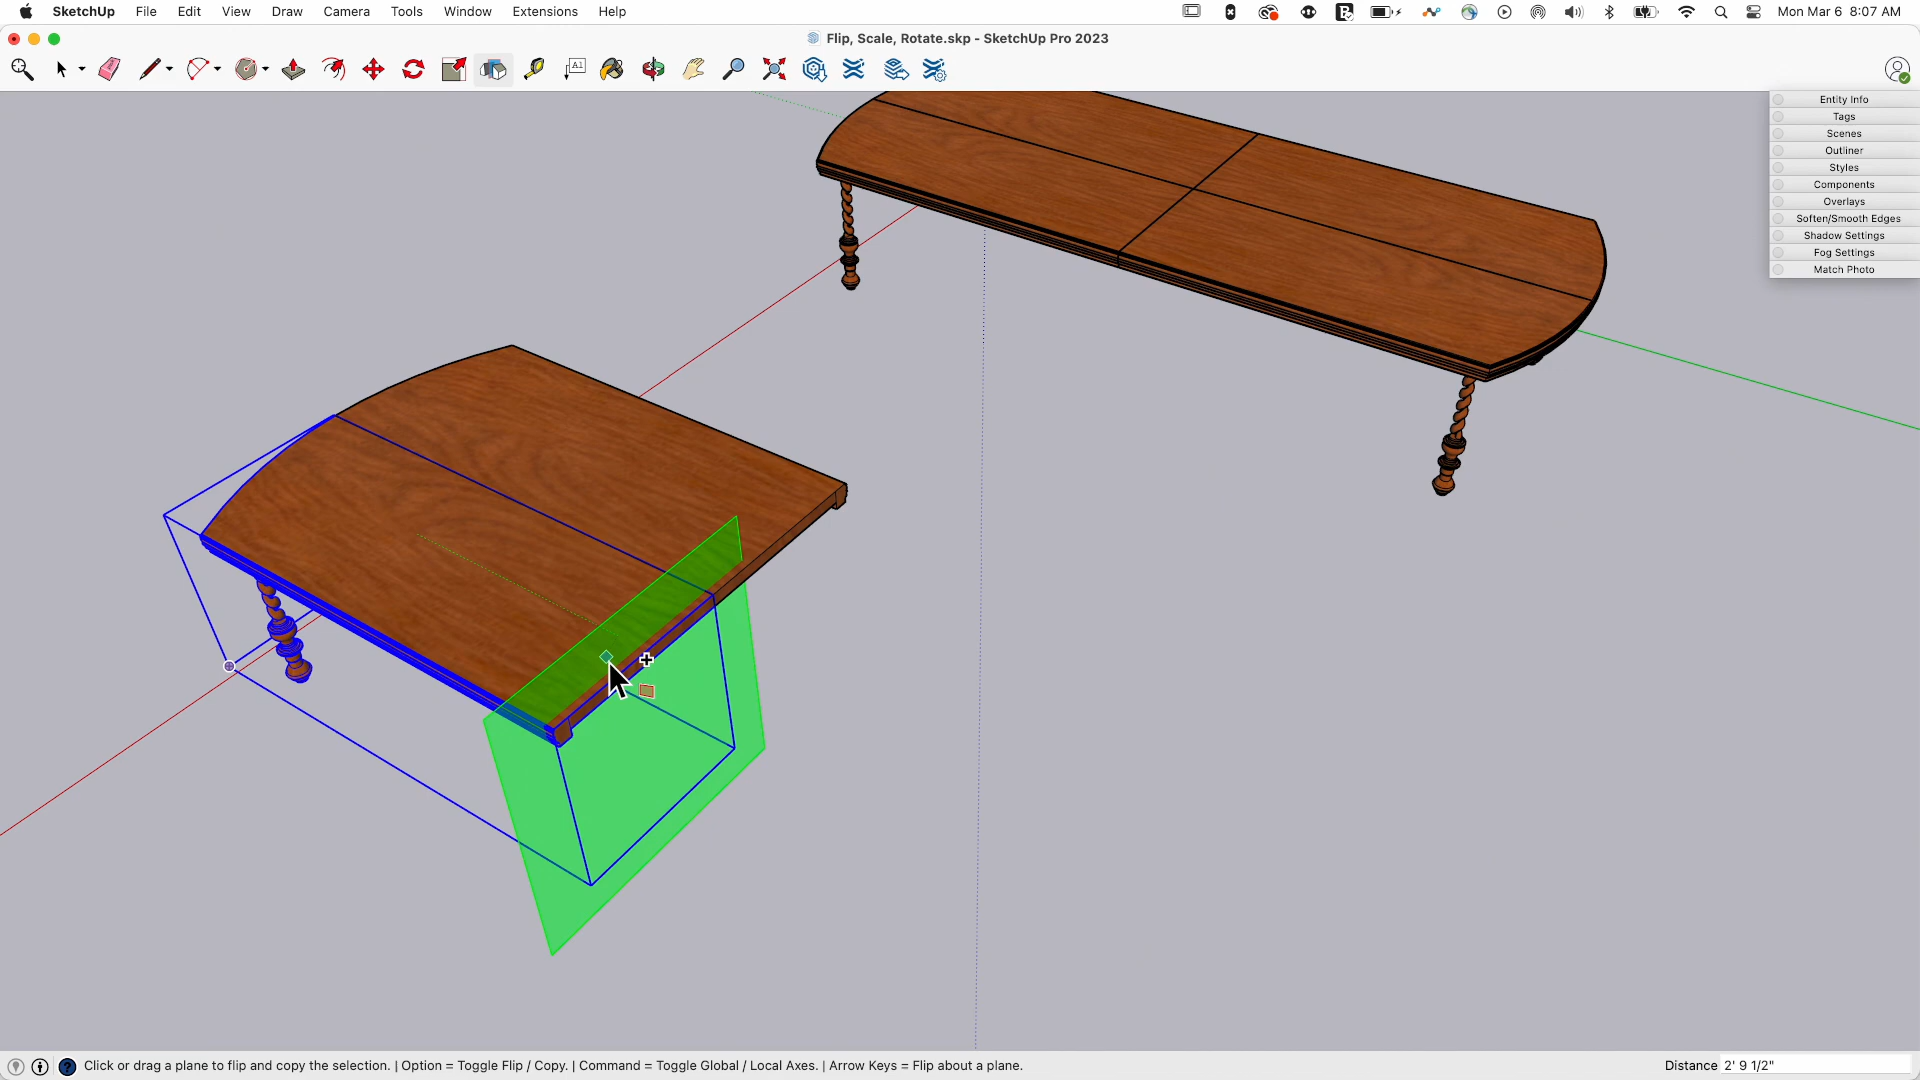 SketchUp File Edit View Draw Camera Tools Window Extensions Help Mon Mar 6 8:07 AM
Flip, Scale, Rotate.skp - SketchUp Pro 2023
A1
Entity Info
Tags
Scenes
Outliner
Styles
Components
Overlays
Soften/Smooth Edges
Shadow Settings
Fog Settings
Match Photo
Click or drag a plane to flip and copy the selection. | Option = Toggle Flip / Copy. | Command = Toggle Global / Local Axes. | Arrow Keys = Flip about a plane. Distance 2' 9 1/2"